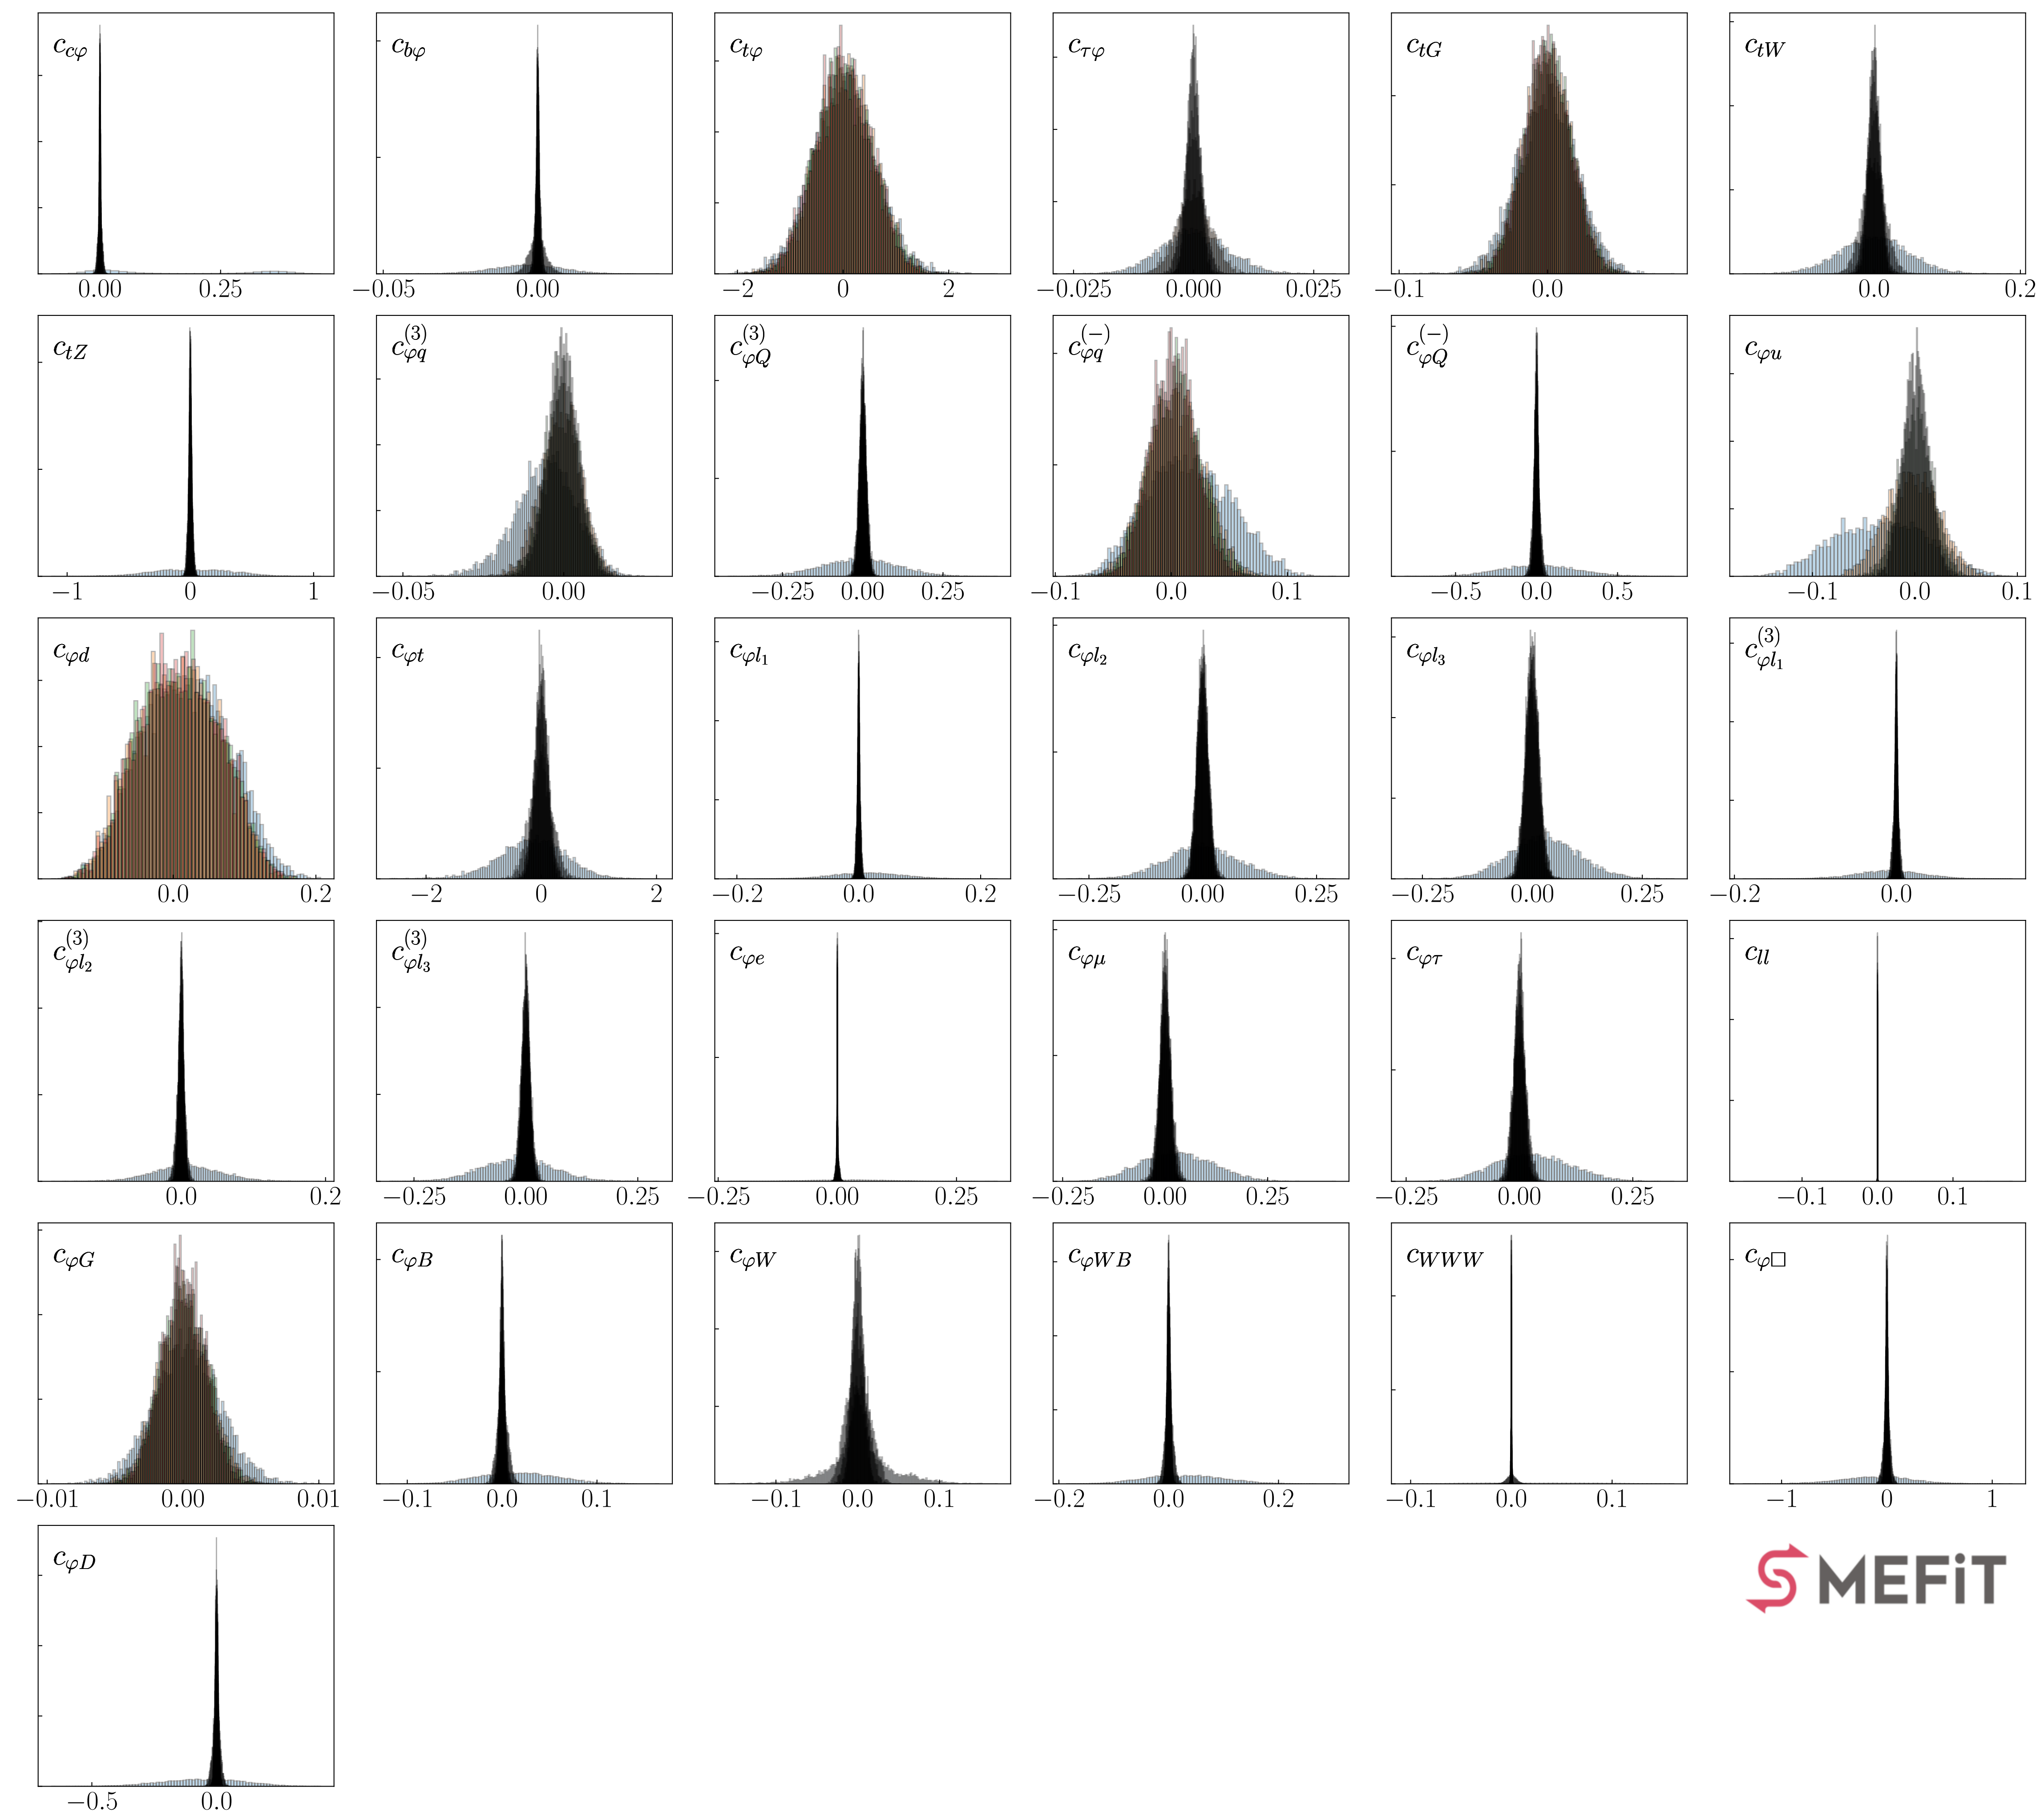 c_{cφ} c_{bφ} c_{tφ} c_{τφ} c_{tG} c_{tW}
0.00 0.25 −0.05 0.00 −2 0 2 −0.025 0.000 0.025 −0.1 0.0 0.0 0.2
c_{tZ} c_{φq}^{(3)} c_{φQ}^{(3)} c_{φq}^{(−)} c_{φQ}^{(−)} c_{φu}
−1 0 1 −0.05 0.00 −0.25 0.00 0.25 −0.1 0.0 0.1 −0.5 0.0 0.5 −0.1 0.0 0.1
c_{φd} c_{φt} c_{φl_1} c_{φl_2} c_{φl_3} c_{φl_1}^{(3)}
0.0 0.2 −2 0 2 −0.2 0.0 0.2 −0.25 0.00 0.25 −0.25 0.00 0.25 −0.2 0.0
c_{φl_2}^{(3)} c_{φl_3}^{(3)} c_{φe} c_{φμ} c_{φτ} c_{ll}
0.0 0.2 −0.25 0.00 0.25 −0.25 0.00 0.25 −0.25 0.00 0.25 −0.25 0.00 0.25 −0.1 0.0 0.1
c_{φG} c_{φB} c_{φW} c_{φWB} c_{WWW} c_{φ□}
−0.01 0.00 0.01 −0.1 0.0 0.1 −0.1 0.0 0.1 −0.2 0.0 0.2 −0.1 0.0 0.1 −1 0 1
c_{φD}
SMEFiT
−0.5 0.0